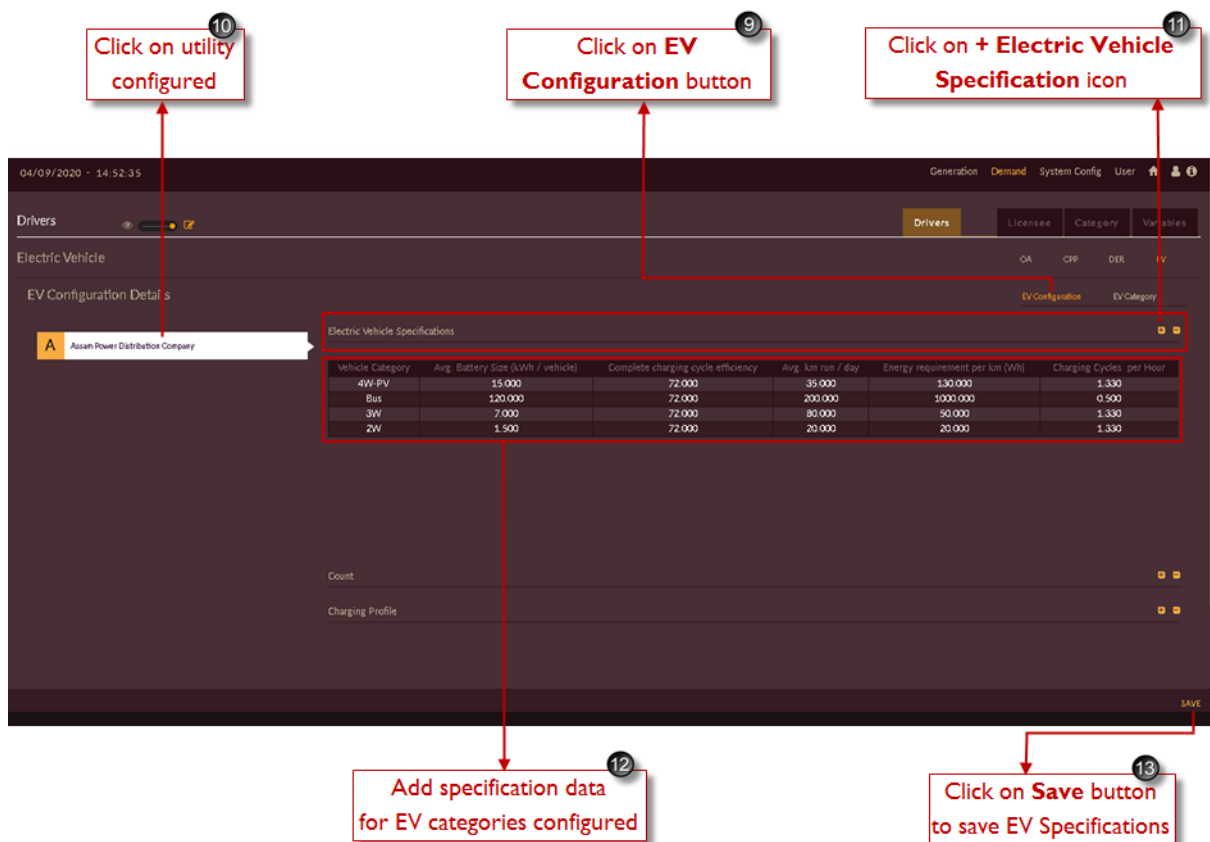 10
Click on utility
configured
9
Click on EV
Configuration button
11
Click on + Electric Vehicle
Specification icon
04/09/2020 - 14:52:35
Generation Demand System Config User
Drivers
Drivers Licensee Category Variables
Electric Vehicle
OA CPP DER EV
EV Configuration Details
EV Configuration EV Category
A Assam Power Distribution Company
Electric Vehicle Specifications
Vehicle Category Avg. Battery Size (kWh / vehicle) Complete charging cycle efficiency Avg. km run / day Energy requirement per km (Wh) Charging Cycles per Hour
4W-PV 15.000 72.000 35.000 130.000 1.330
Bus 120.000 72.000 200.000 1000.000 0.500
3W 7.000 72.000 80.000 50.000 1.330
2W 1.500 72.000 20.000 20.000 1.330
Count
Charging Profile
SAVE
12
Add specification data
for EV categories configured
13
Click on Save button
to save EV Specifications